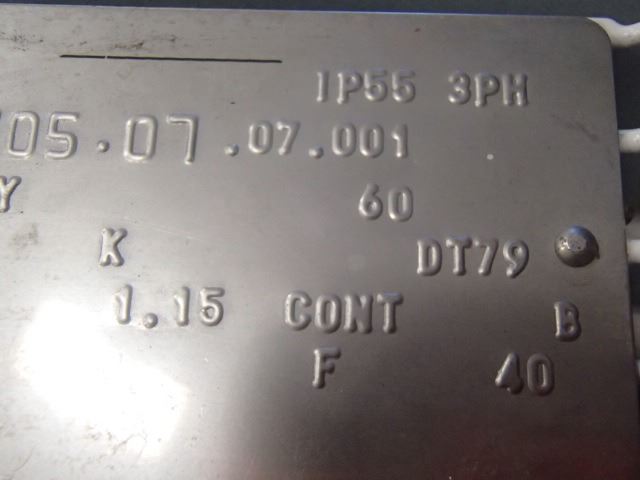 IP55 3PH
05.07.07.001
Y 60
K DT79
1.15 CONT B
F 40